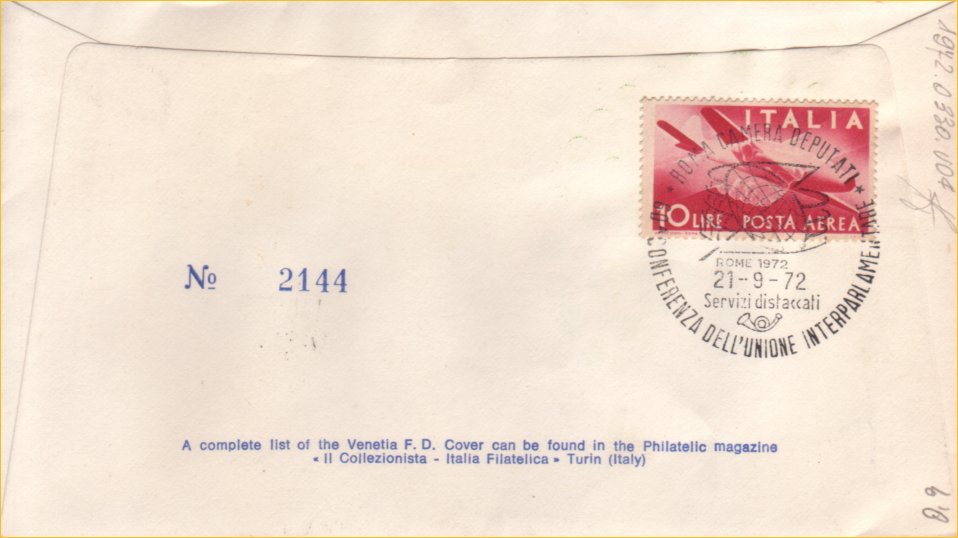 ITALIA
10 LIRE POSTA AEREA
* ROMA CAMERA DEPUTATI *
CONFERENZA DELL'UNIONE INTERPARLAMENTARE
ROME 1972
21-9-72
Servizi distaccati
Nº 2144
A complete list of the Venetia F. D. Cover can be found in the Philatelic magazine
« Il Collezionista - Italia Filatelica » Turin (Italy)